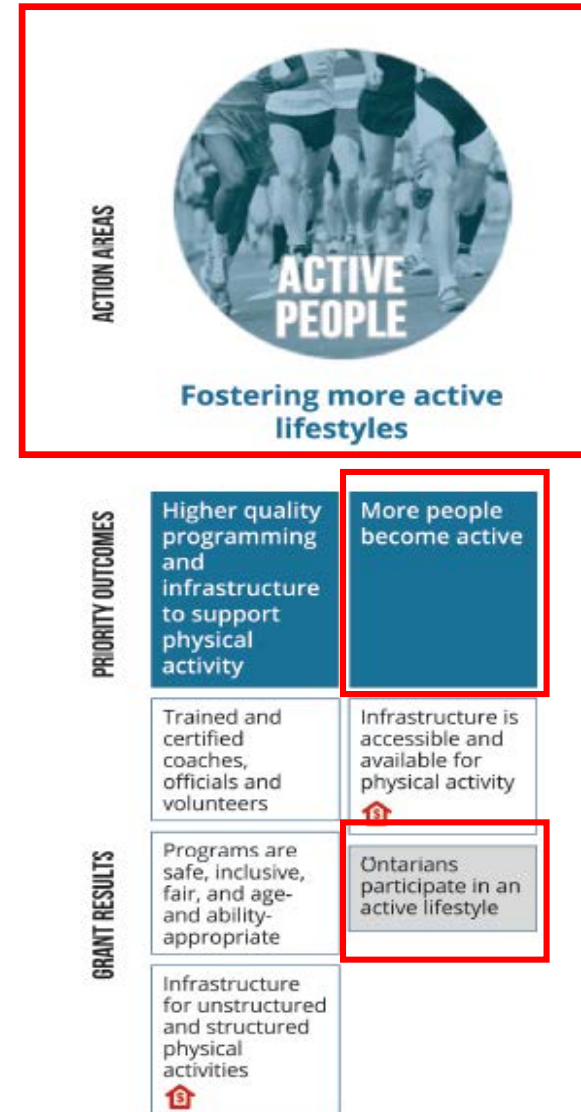 ACTION AREAS
ACTIVE
PEOPLE
Fostering more active
lifestyles
PRIORITY OUTCOMES
Higher quality
programming
and
infrastructure
to support
physical
activity
More people
become active
GRANT RESULTS
Trained and
certified
coaches,
officials and
volunteers
Infrastructure is
accessible and
available for
physical activity
$
Programs are
safe, inclusive,
fair, and age-
and ability-
appropriate
Ontarians
participate in an
active lifestyle
Infrastructure
for unstructured
and structured
physical
activities
$